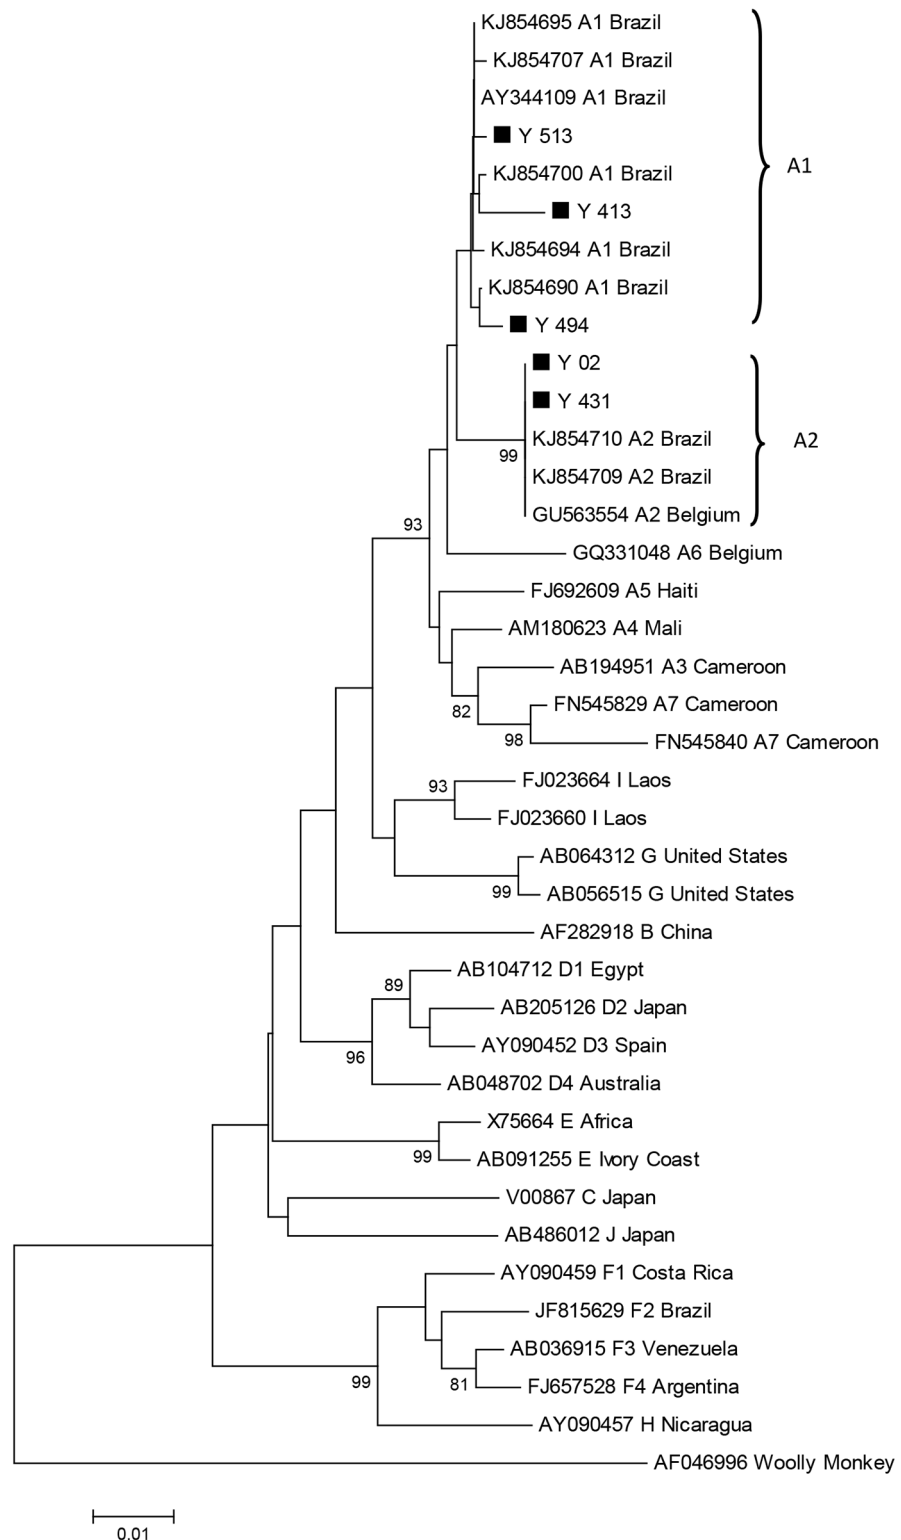 KJ854695 A1 Brazil
KJ854707 A1 Brazil
AY344109 A1 Brazil
Y 513
KJ854700 A1 Brazil
A1
Y 413
KJ854694 A1 Brazil
KJ854690 A1 Brazil
Y 494
Y 02
Y 431
KJ854710 A2 Brazil
A2
99
KJ854709 A2 Brazil
GU563554 A2 Belgium
93
GQ331048 A6 Belgium
FJ692609 A5 Haiti
AM180623 A4 Mali
AB194951 A3 Cameroon
82
FN545829 A7 Cameroon
98
FN545840 A7 Cameroon
FJ023664 I Laos
93
FJ023660 I Laos
AB064312 G United States
99
AB056515 G United States
AF282918 B China
AB104712 D1 Egypt
89
AB205126 D2 Japan
AY090452 D3 Spain
96
AB048702 D4 Australia
X75664 E Africa
99
AB091255 E Ivory Coast
V00867 C Japan
AB486012 J Japan
AY090459 F1 Costa Rica
JF815629 F2 Brazil
AB036915 F3 Venezuela
99
81
FJ657528 F4 Argentina
AY090457 H Nicaragua
AF046996 Woolly Monkey
0.01